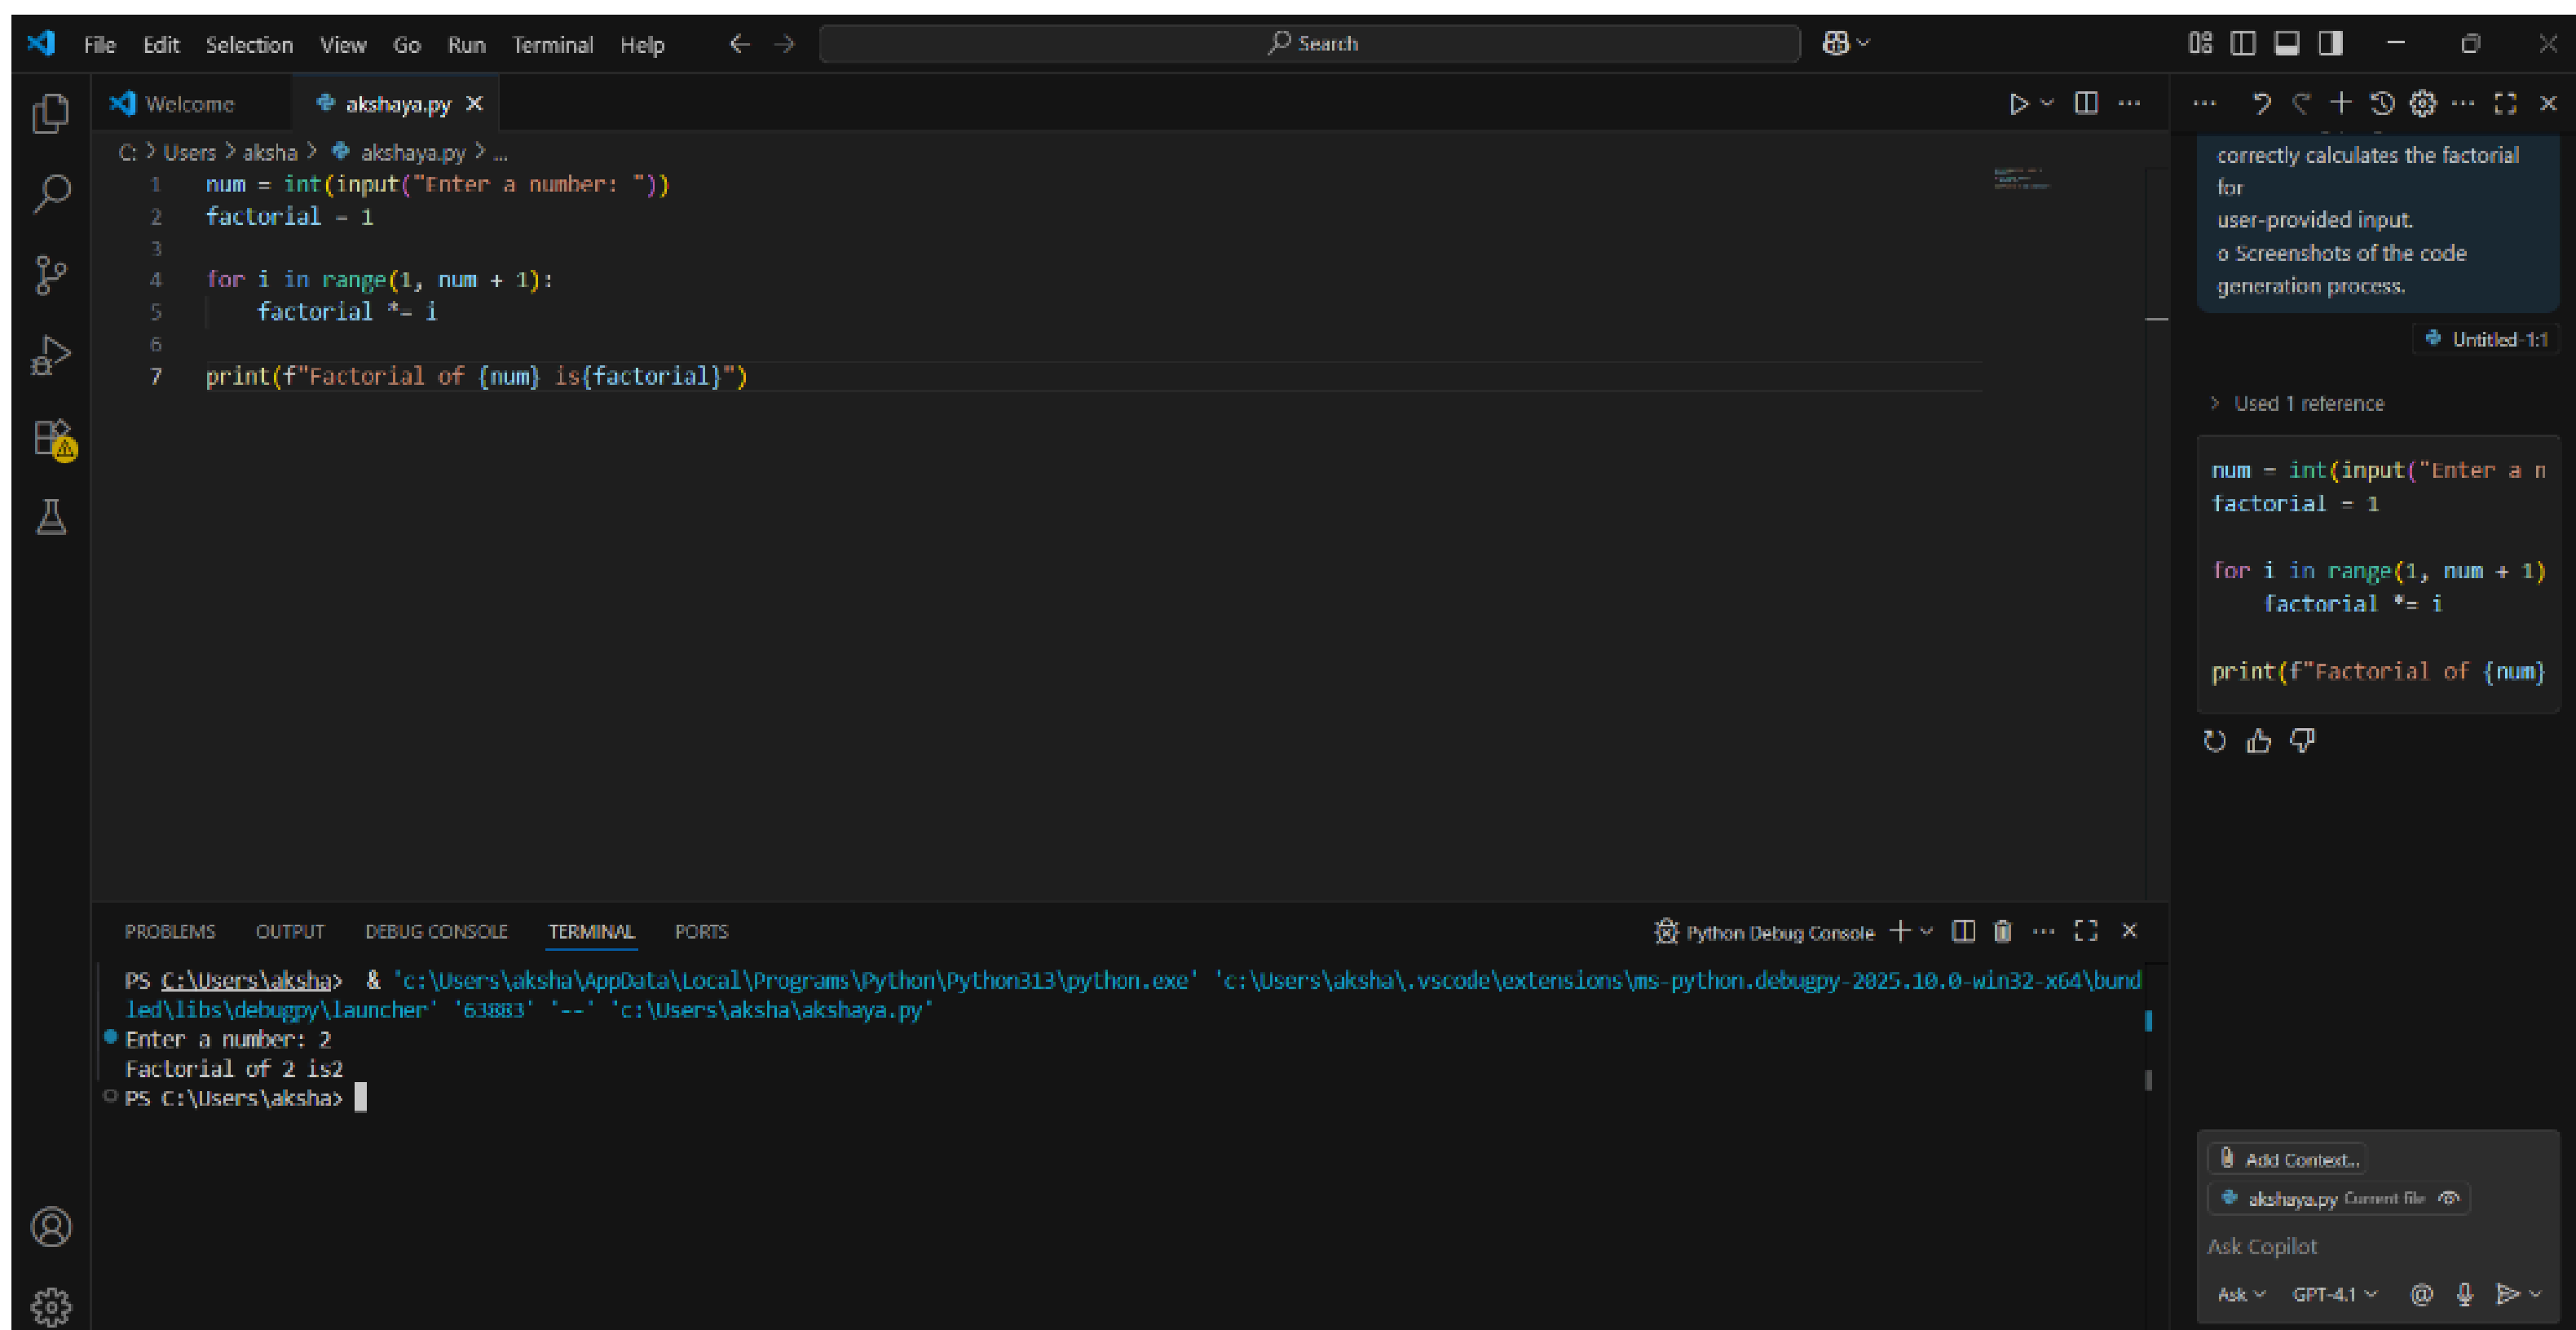 File Edit Selection View Go Run Terminal Help
Search
Welcome
akshaya.py
C: > Users > aksha > akshaya.py > ...
1 num = int(input("Enter a number: "))
2 factorial = 1
3
4 for i in range(1, num + 1):
5 factorial *= i
6
7 print(f"Factorial of {num} is{factorial}")
PROBLEMS OUTPUT DEBUG CONSOLE TERMINAL PORTS
Python Debug Console
PS C:\Users\aksha> & 'c:\Users\aksha\AppData\Local\Programs\Python\Python313\python.exe' 'c:\Users\aksha\.vscode\extensions\ms-python.debugpy-2025.10.0-win32-x64\bund
led\libs\debugpy\launcher' '63883' '--' 'c:\Users\aksha\akshaya.py'
Enter a number: 2
Factorial of 2 is2
PS C:\Users\aksha>
correctly calculates the factorial
for
user-provided input.
o Screenshots of the code
generation process.
Untitled-1:1
> Used 1 reference
num = int(input("Enter a n
factorial = 1
for i in range(1, num + 1)
factorial *= i
print(f"Factorial of {num}
Add Context...
akshaya.py Current file
Ask Copilot
Ask GPT-4.1 @